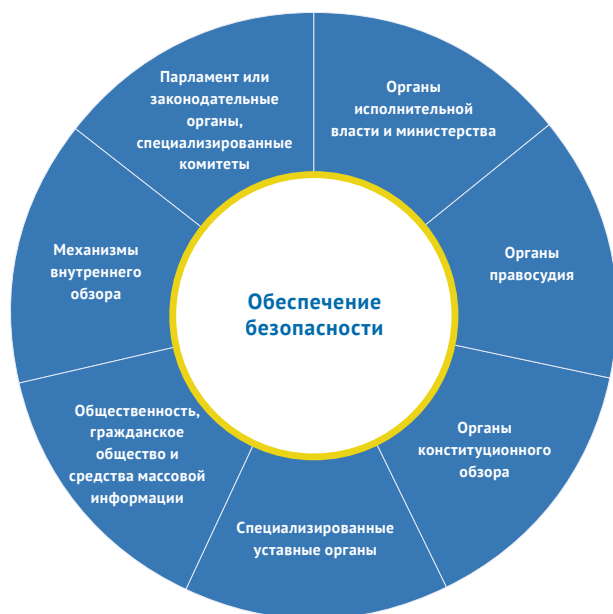 Парламент или
законодательные
органы,
специализированные
комитеты
Органы
исполнительной
власти и министерства
Органы
правосудия
Органы
конституционного
обзора
Специализированные
уставные органы
Общественность,
гражданское
общество и
средства массовой
информации
Механизмы
внутреннего
обзора
Обеспечение
безопасности